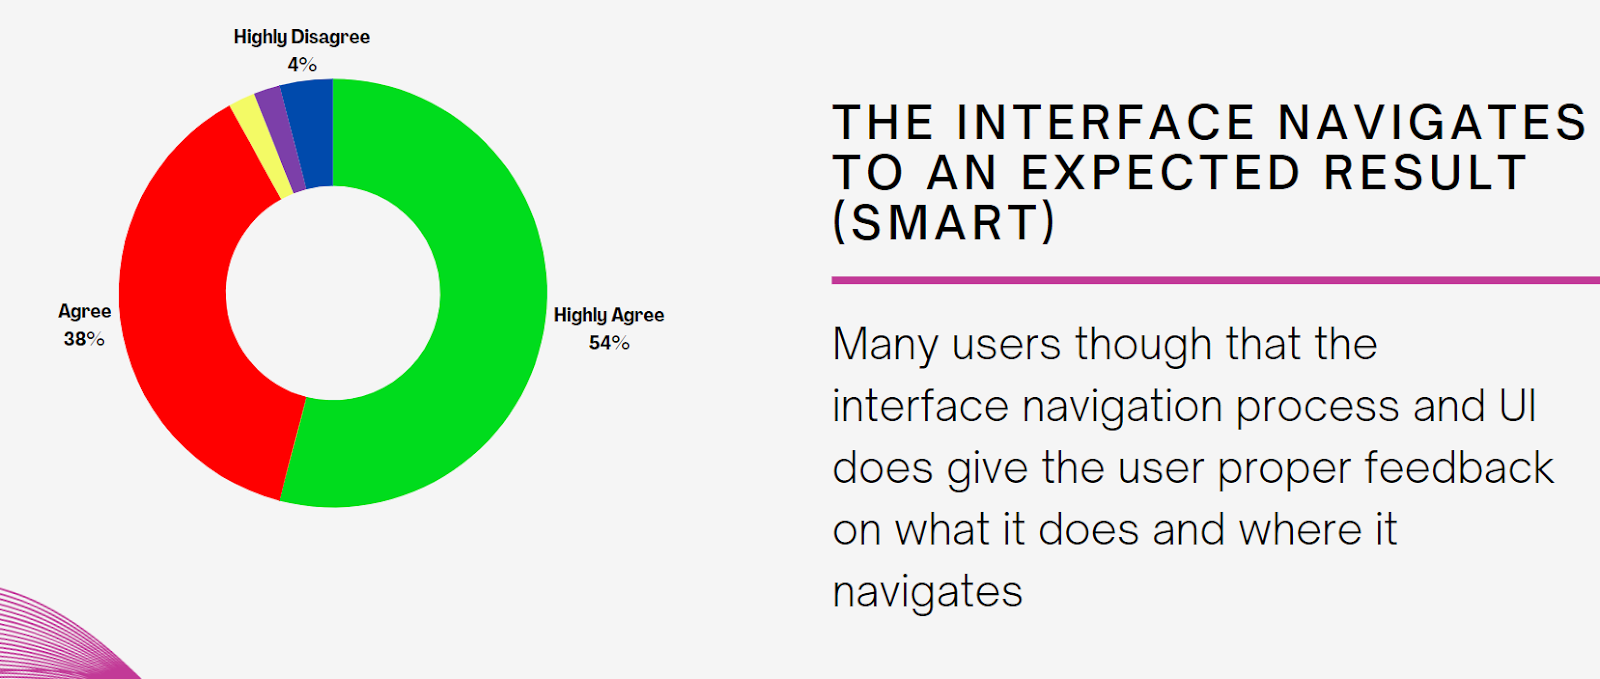 Highly Disagree
4%
Agree
38%
Highly Agree
54%
THE INTERFACE NAVIGATES
TO AN EXPECTED RESULT
(SMART)
Many users though that the
interface navigation process and UI
does give the user proper feedback
on what it does and where it
navigates